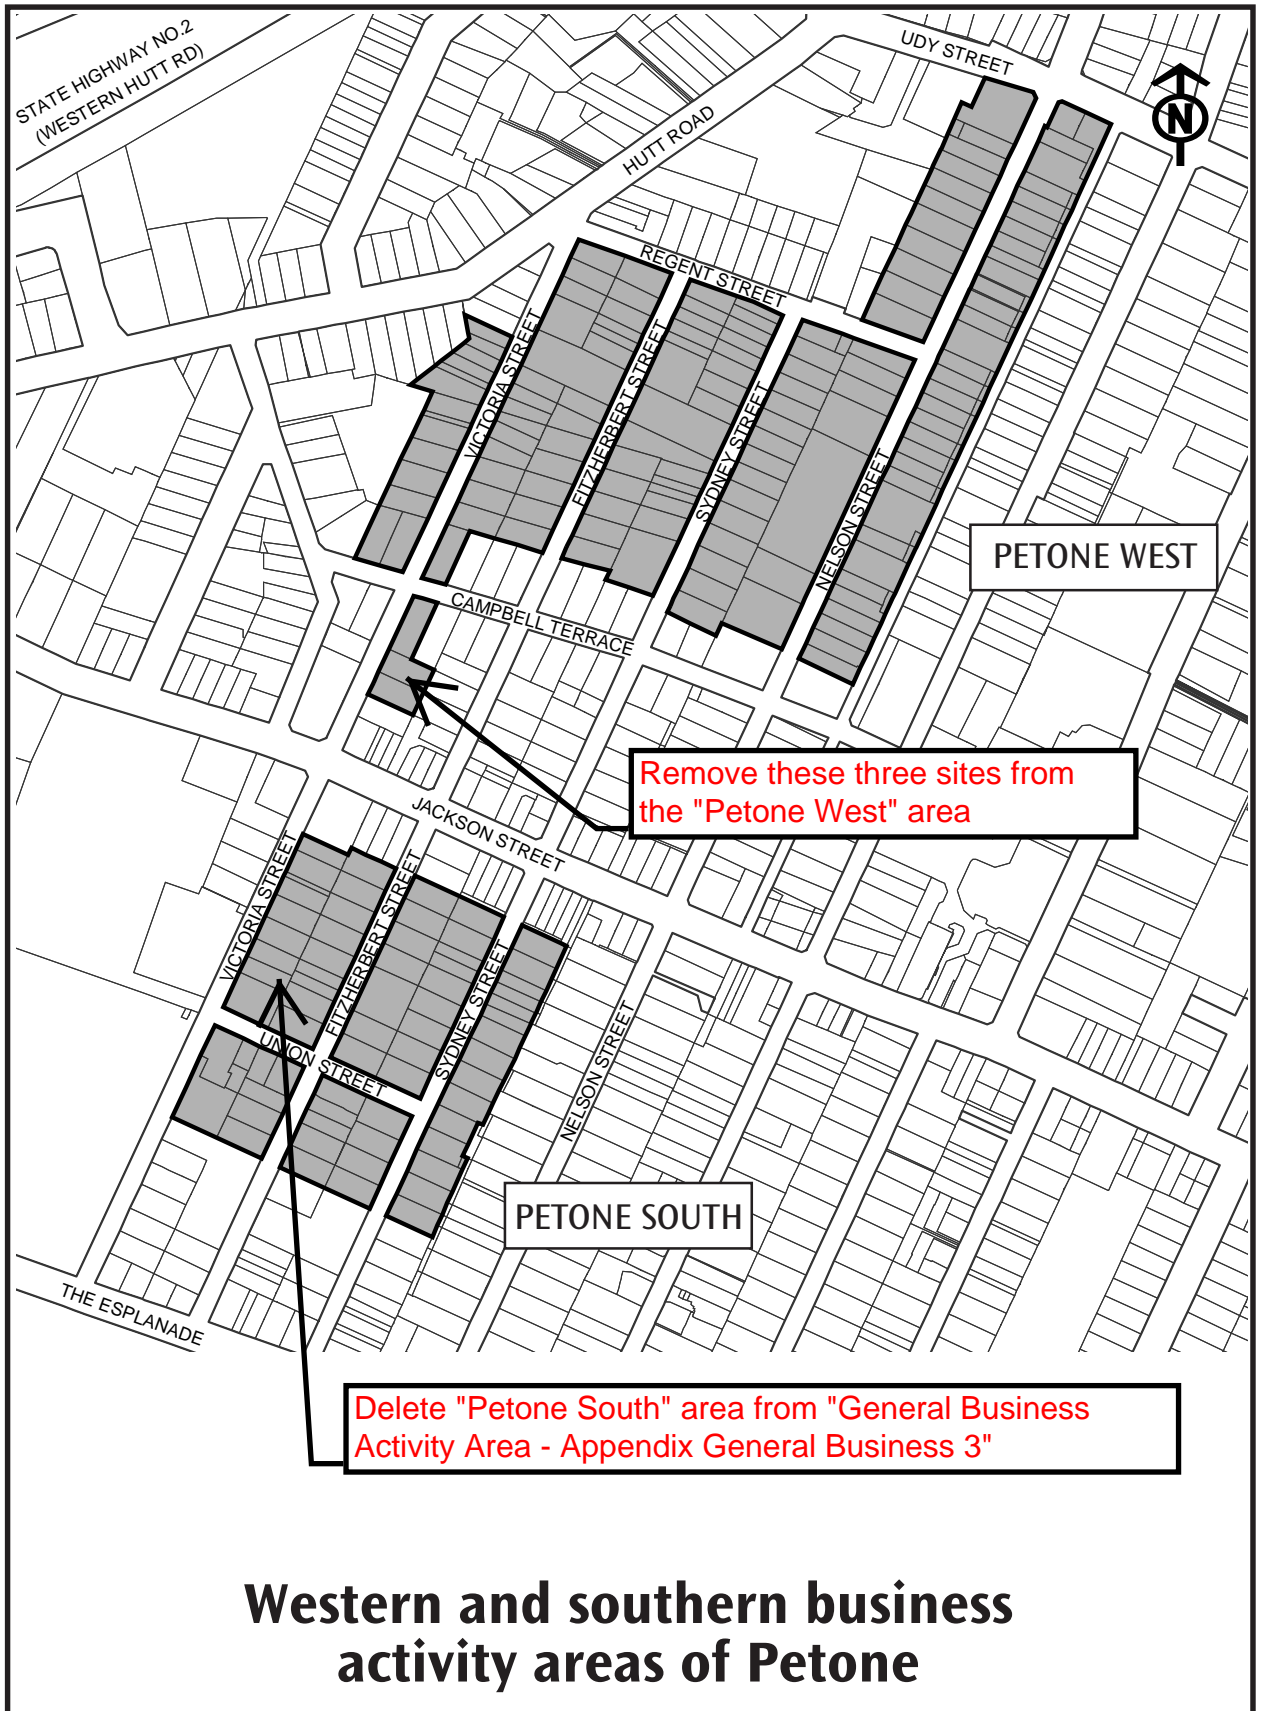 STATE HIGHWAY NO.2
(WESTERN HUTT RD)
UDY STREET
N
HUTT ROAD
REGENT STREET
VICTORIA STREET
FITZHERBERT STREET
SYDNEY STREET
NELSON STREET
PETONE WEST
CAMPBELL TERRACE
Remove these three sites from
the "Petone West" area
JACKSON STREET
VICTORIA STREET
FITZHERBERT STREET
SYDNEY STREET
UNION STREET
NELSON STREET
PETONE SOUTH
THE ESPLANADE
Delete "Petone South" area from "General Business
Activity Area - Appendix General Business 3"
Western and southern business
activity areas of Petone